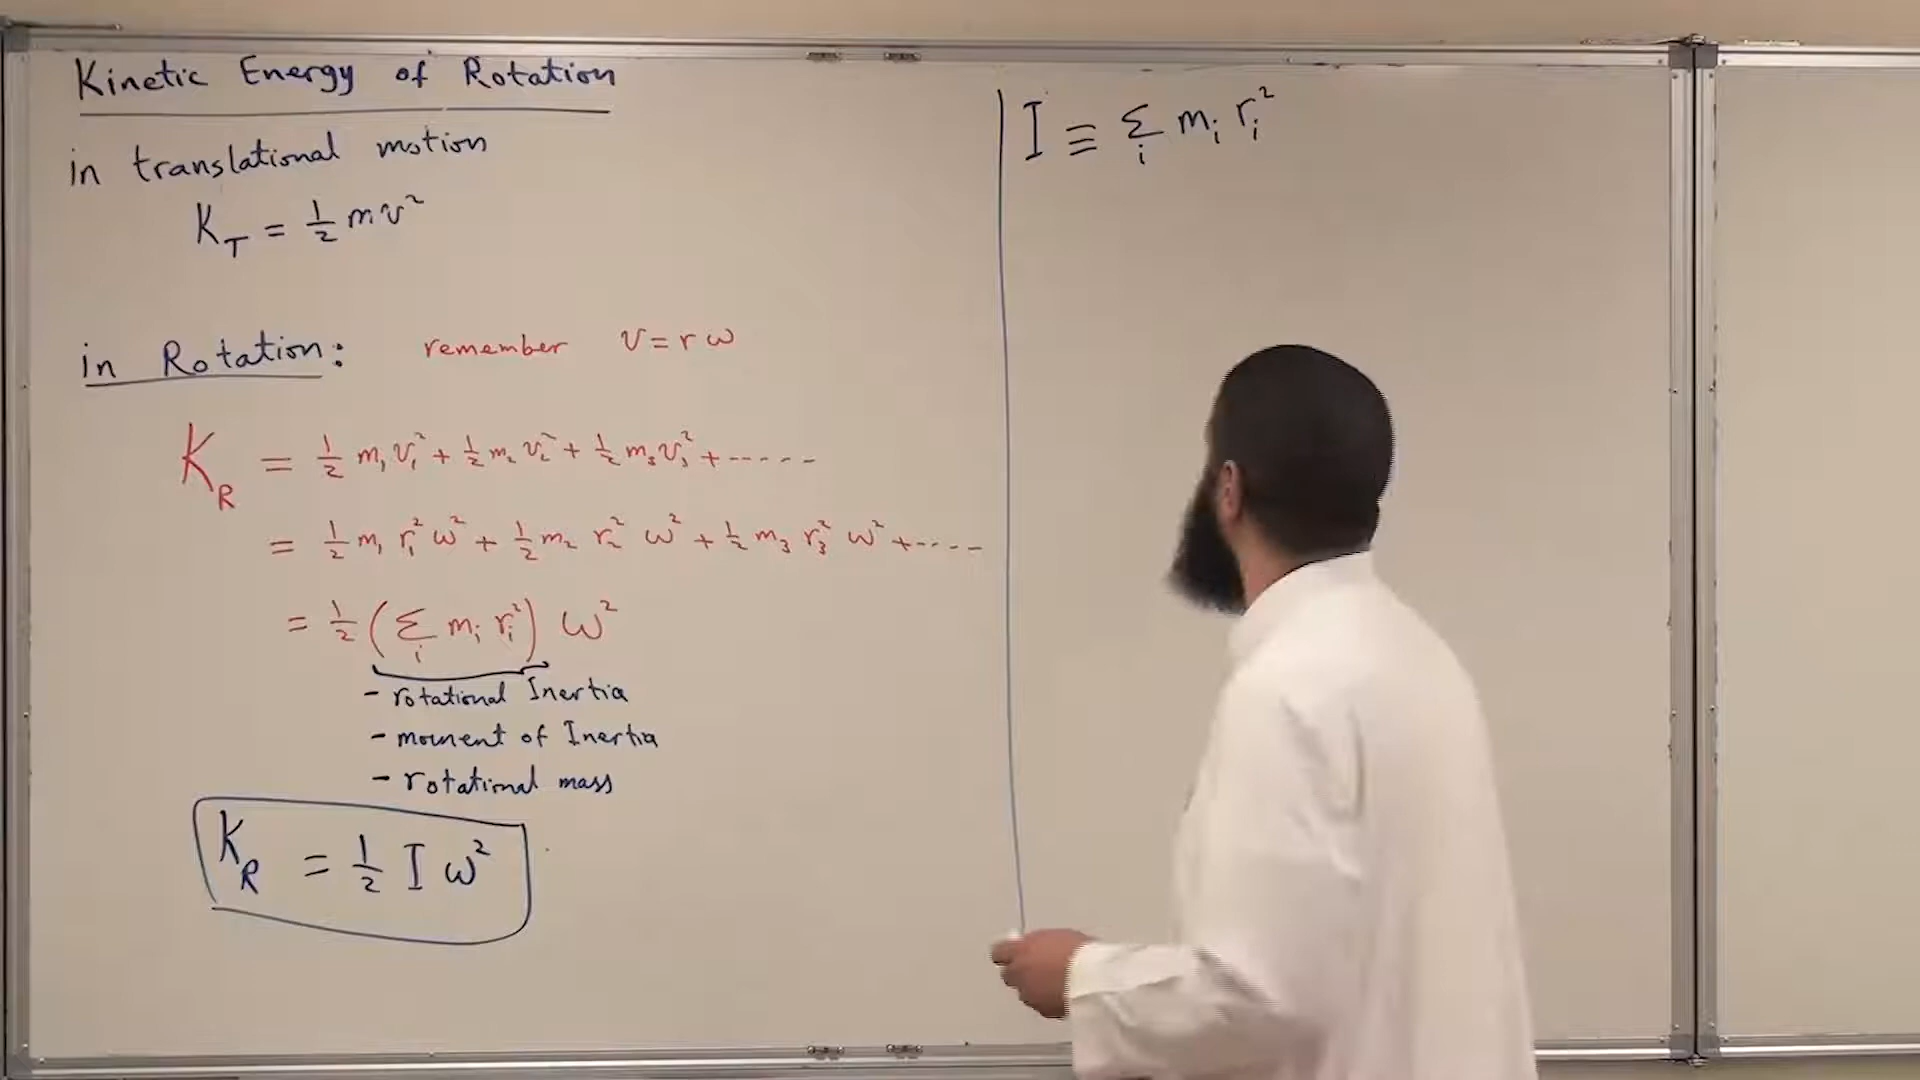 Kinetic Energy of Rotation
in translational motion
K_T = 1/2 m v²
in Rotation: remember v = r ω
K_R = 1/2 m₁ v₁² + 1/2 m₂ v₂² + 1/2 m₃ v₃² + -----
= 1/2 m₁ r₁² ω² + 1/2 m₂ r₂² ω² + 1/2 m₃ r₃² ω² + ----
= 1/2 (Σ_i m_i r_i²) ω²
- rotational Inertia
- moment of Inertia
- rotational mass
K_R = 1/2 I ω²
I ≡ Σ_i m_i r_i²